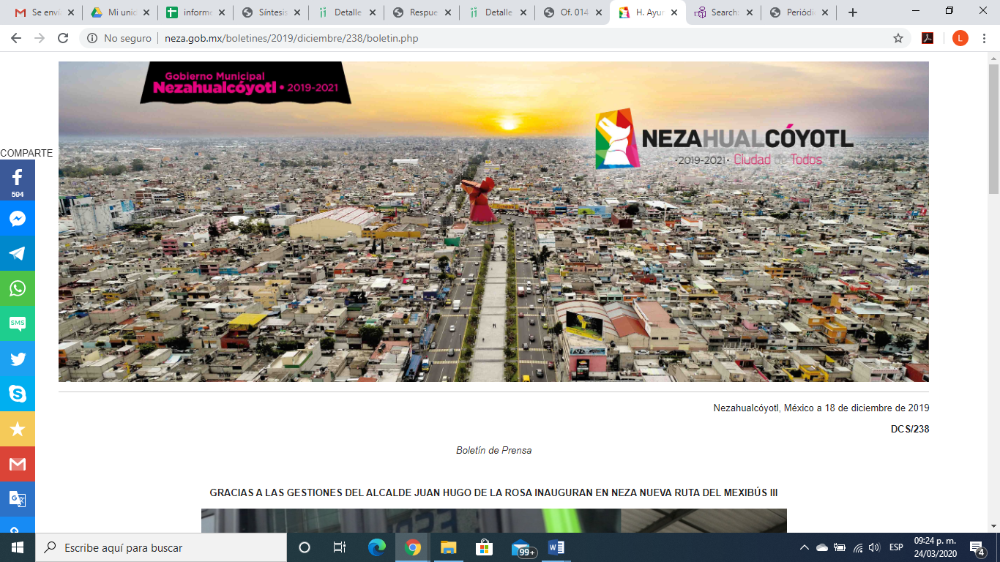 Se envía
Mi unid
informe
Síntesis
Detalle
Respue
Detalle
Of. 014
H. Ayur
Search:
Periódi
No seguro
neza.gob.mx/boletines/2019/diciembre/238/boletin.php
L
Gobierno Municipal
Nezahualcóyotl • 2019-2021
NEZAHUALCÓYOTL
•2019-2021• Ciudad de Todos
COMPARTE
594
SMS
Nezahualcóyotl, México a 18 de diciembre de 2019
DCS/238
Boletín de Prensa
GRACIAS A LAS GESTIONES DEL ALCALDE JUAN HUGO DE LA ROSA INAUGURAN EN NEZA NUEVA RUTA DEL MEXIBÚS III
Escribe aquí para buscar
99+
ESP
09:24 p. m.
24/03/2020
4